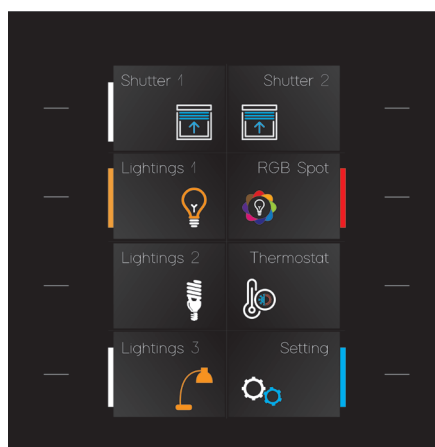 Shutter 1
Shutter 2
Lightings 1
RGB Spot
Lightings 2
Thermostat
Lightings 3
Setting